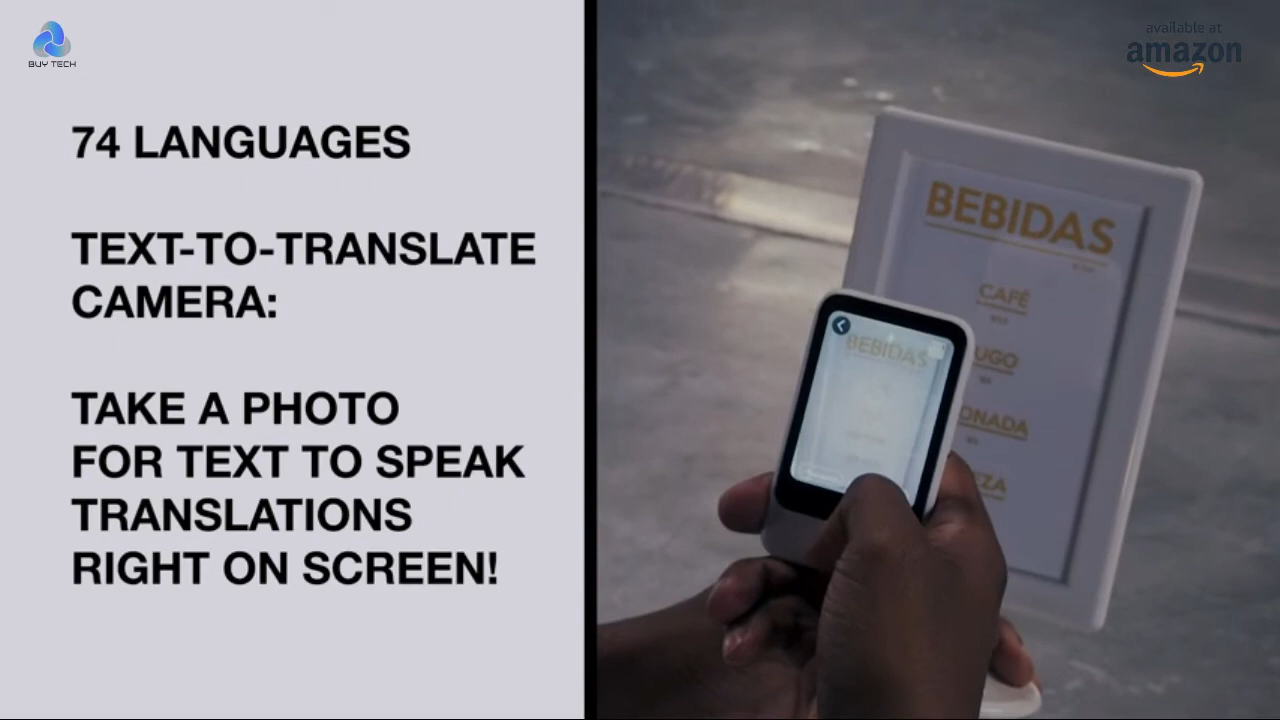 BUY TECH
74 LANGUAGES
TEXT-TO-TRANSLATE
CAMERA:
TAKE A PHOTO
FOR TEXT TO SPEAK
TRANSLATIONS
RIGHT ON SCREEN!
available at
amazon
BEBIDAS
CAFÉ
UGO
ONADA
ZA
BEBIDAS